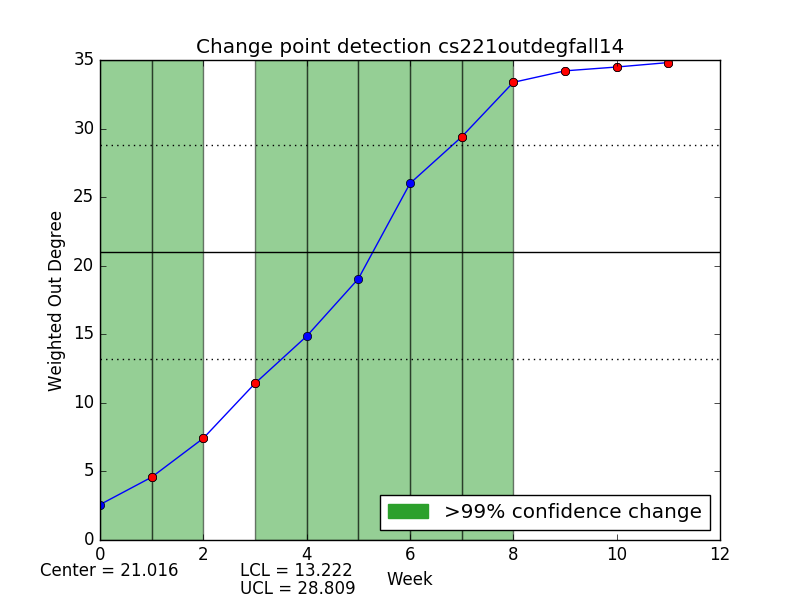 Change point detection cs221outdegfall14
35
30
25
20
15
10
5
0
Weighted Out Degree
>99% confidence change
0 2 4 6 8 10 12
Center = 21.016 LCL = 13.222
Week
UCL = 28.809